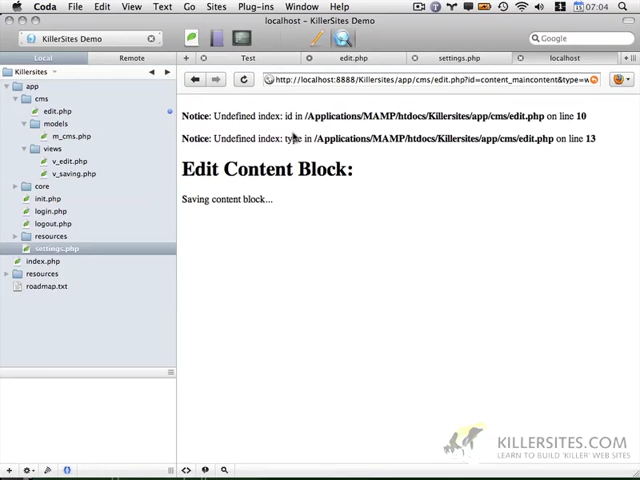 Coda File Edit View Text Go Sites Plug-ins Window Help 07:04
localhost - KillerSites Demo
KillerSites Demo
Google
Local Remote Test edit.php settings.php localhost
Killersites
http://localhost:8888/Killersites/app/cms/edit.php?id=content_maincontent&type=w
app
cms
edit.php
models
m_cms.php
views
v_edit.php
v_saving.php
core
init.php
login.php
logout.php
resources
settings.php
index.php
resources
roadmap.txt
Notice: Undefined index: id in /Applications/MAMP/htdocs/Killersites/app/cms/edit.php on line 10
Notice: Undefined index: type in /Applications/MAMP/htdocs/Killersites/app/cms/edit.php on line 13
Edit Content Block:
Saving content block...
KILLERSITES.COM
LEARN TO BUILD 'KILLER' WEB SITES